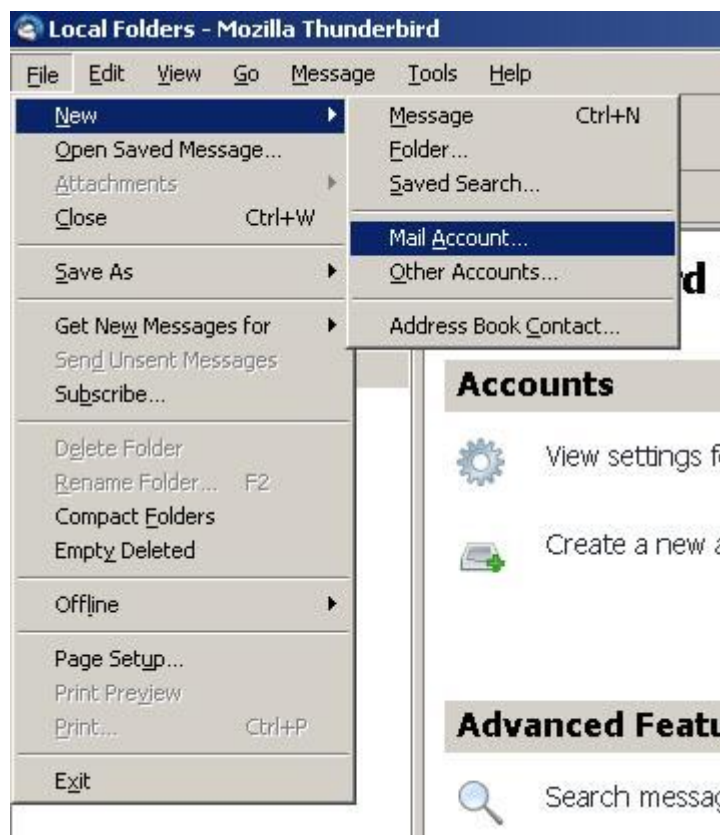 Local Folders - Mozilla Thunderbird
File Edit View Go Message Tools Help
New
Open Saved Message...
Attachments
Close Ctrl+W
Save As
Get New Messages for
Send Unsent Messages
Subscribe...
Delete Folder
Rename Folder... F2
Compact Folders
Empty Deleted
Offline
Page Setup...
Print Preview
Print... Ctrl+P
Exit
Message Ctrl+N
Folder...
Saved Search...
Mail Account...
Other Accounts...
Address Book Contact...
Accounts
View settings
Create a new
Advanced
Search